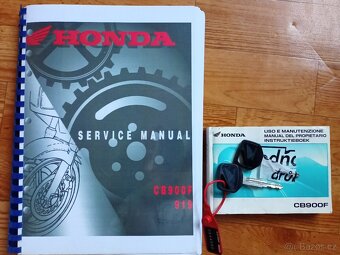 HONDA
SERVICE MANUAL
CB900F
919
HONDA
USO E MANUTENZIONE
MANUAL DEL PROPIETARIO
INSTRUKTIEBOEK
CB900F